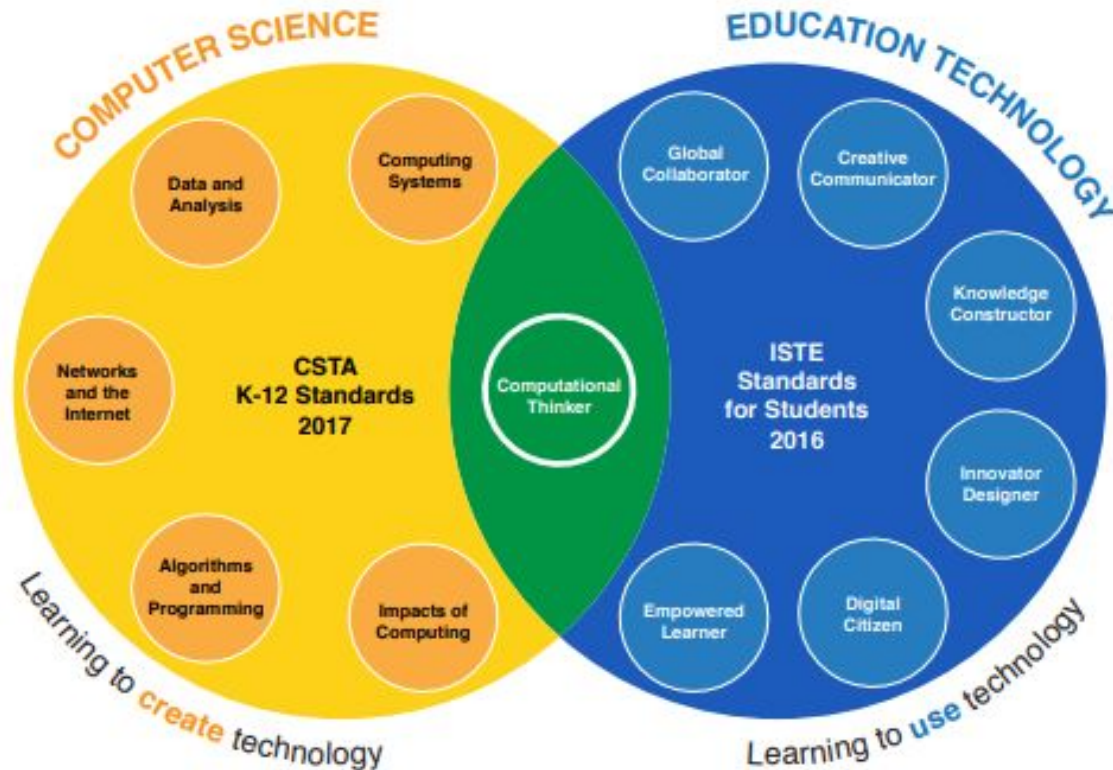 COMPUTER SCIENCE
EDUCATION TECHNOLOGY
Data and
Analysis
Computing
Systems
Networks
and the
Internet
CSTA
K-12 Standards
2017
Algorithms
and
Programming
Impacts of
Computing
Learning to create technology
Computational
Thinker
Global
Collaborator
Creative
Communicator
Knowledge
Constructor
ISTE
Standards
for Students
2016
Innovator
Designer
Empowered
Learner
Digital
Citizen
Learning to use technology